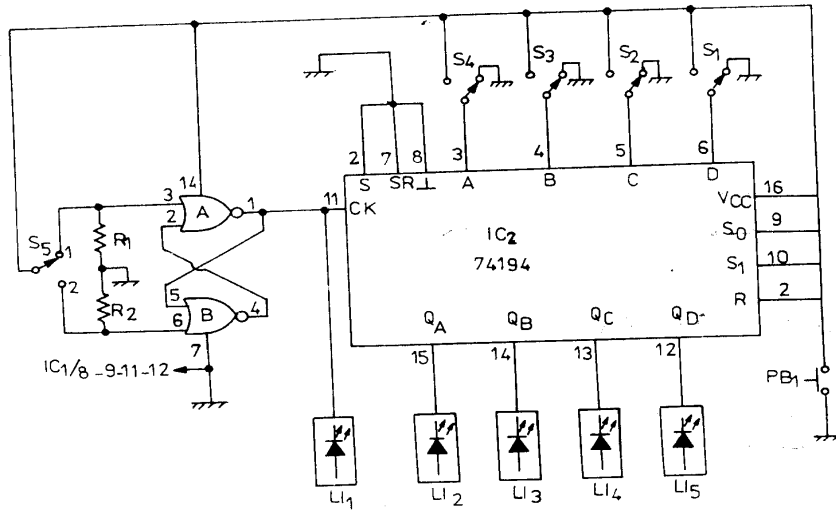 S4 S3 S2 S1
2 7 8 3 4 5 6
S SR ⊥ A B C D
14
3 A 1 11 CK
2
VCC 16
S0 9
S1 10
R 2
IC2
74194
S5 1
2
R1
R2
5 B 4
6
7
IC1/8-9-11-12
QA QB QC QD
15 14 13 12
PB1
LI1 LI2 LI3 LI4 LI5